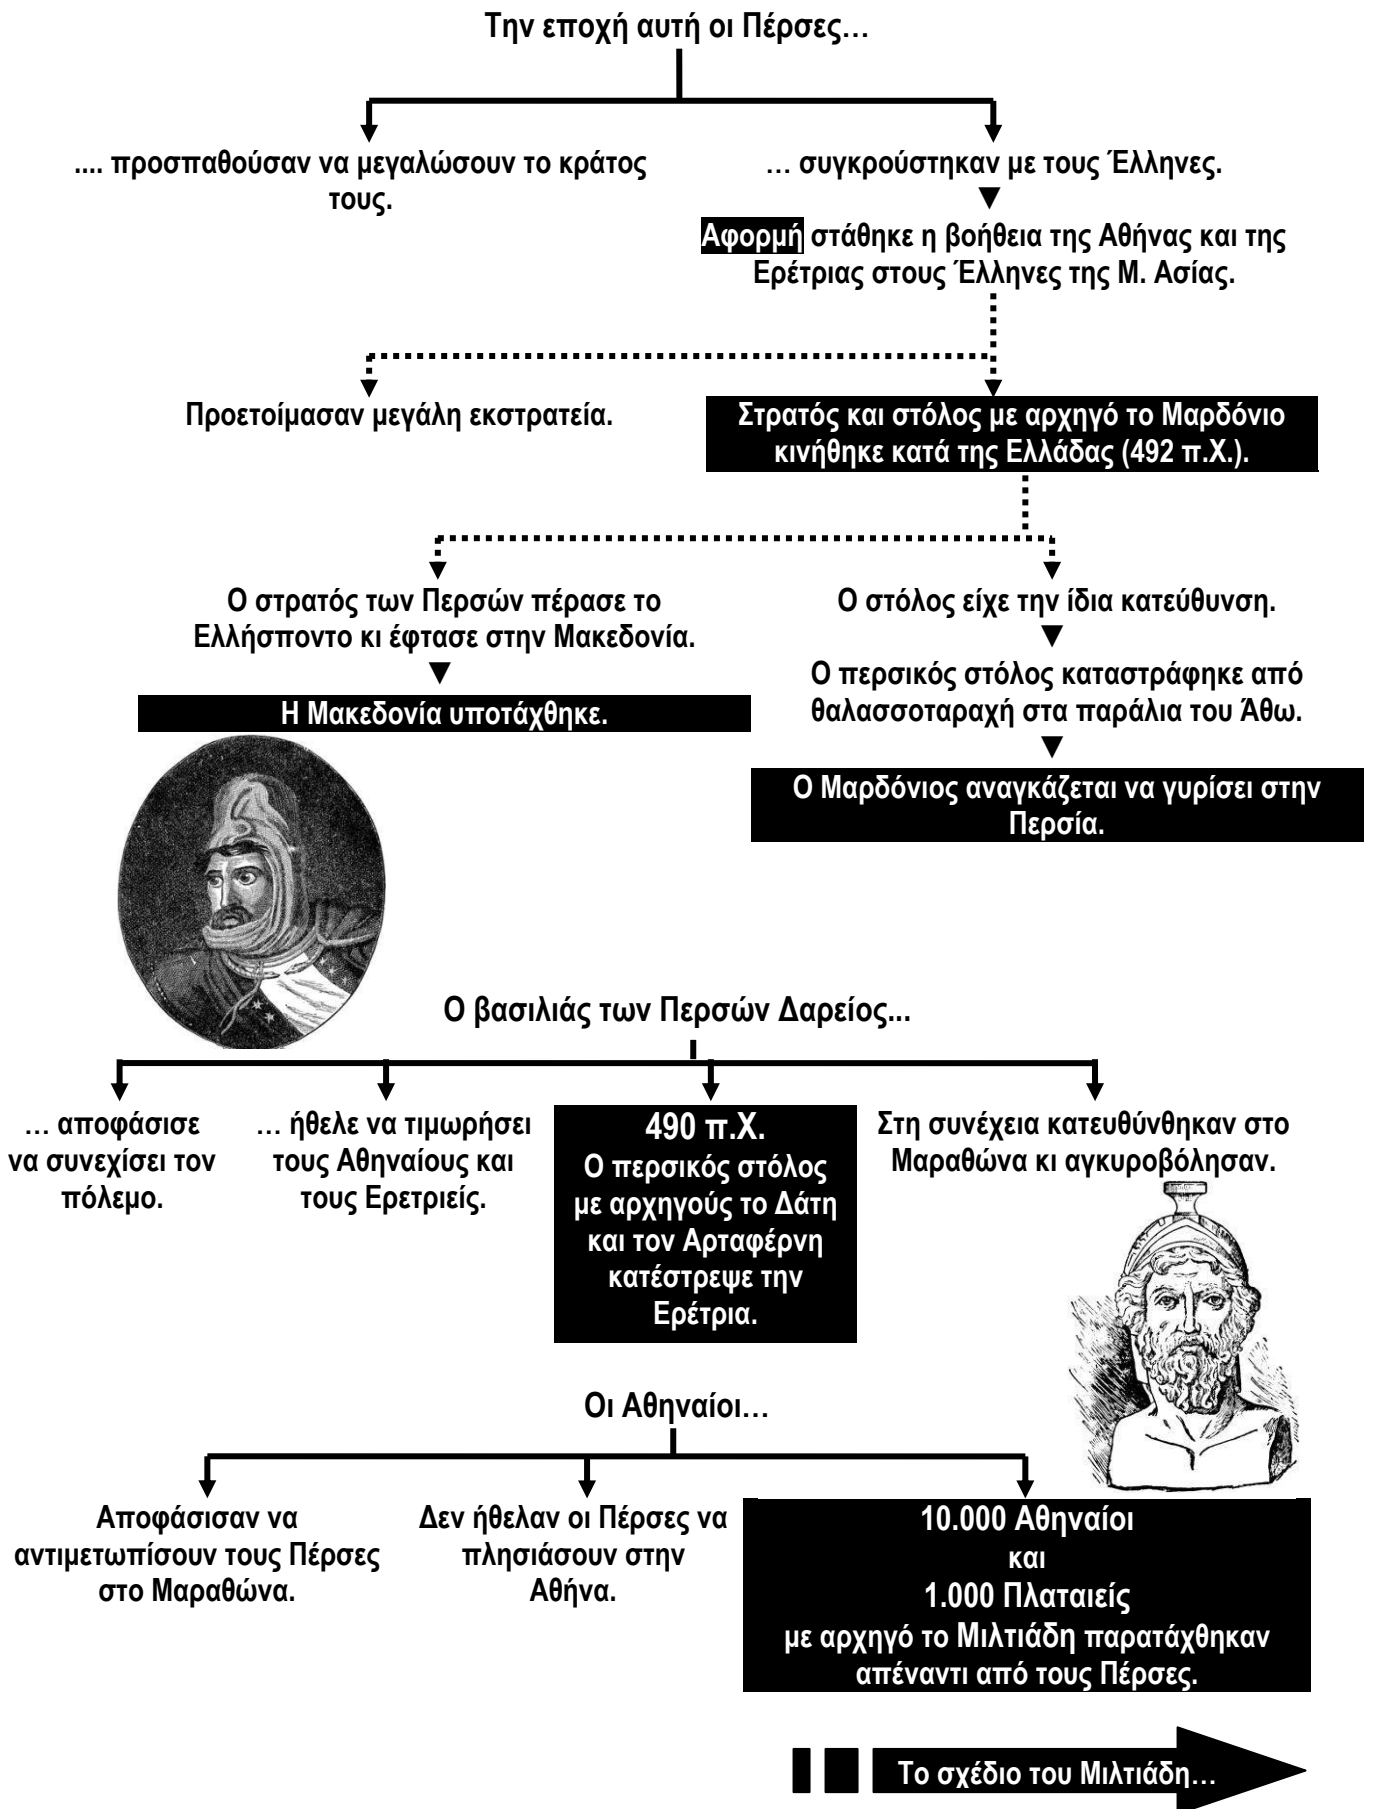 Την εποχή αυτή οι Πέρσες…
.... προσπαθούσαν να μεγαλώσουν το κράτος
τους.
… συγκρούστηκαν με τους Έλληνες.
Αφορμή στάθηκε η βοήθεια της Αθήνας και της
Ερέτριας στους Έλληνες της Μ. Ασίας.
Προετοίμασαν μεγάλη εκστρατεία.
Στρατός και στόλος με αρχηγό το Μαρδόνιο
κινήθηκε κατά της Ελλάδας (492 π.Χ.).
Ο στρατός των Περσών πέρασε το
Ελλήσποντο κι έφτασε στην Μακεδονία.
Η Μακεδονία υποτάχθηκε.
Ο στόλος είχε την ίδια κατεύθυνση.
Ο περσικός στόλος καταστράφηκε από
θαλασσοταραχή στα παράλια του Άθω.
Ο Μαρδόνιος αναγκάζεται να γυρίσει στην
Περσία.
Ο βασιλιάς των Περσών Δαρείος...
… αποφάσισε
να συνεχίσει τον
πόλεμο.
… ήθελε να τιμωρήσει
τους Αθηναίους και
τους Ερετριείς.
490 π.Χ.
Ο περσικός στόλος
με αρχηγούς το Δάτη
και τον Αρταφέρνη
κατέστρεψε την
Ερέτρια.
Στη συνέχεια κατευθύνθηκαν στο
Μαραθώνα κι αγκυροβόλησαν.
Οι Αθηναίοι…
Αποφάσισαν να
αντιμετωπίσουν τους Πέρσες
στο Μαραθώνα.
Δεν ήθελαν οι Πέρσες να
πλησιάσουν στην
Αθήνα.
10.000 Αθηναίοι
και
1.000 Πλαταιείς
με αρχηγό το Μιλτιάδη παρατάχθηκαν
απέναντι από τους Πέρσες.
Το σχέδιο του Μιλτιάδη…